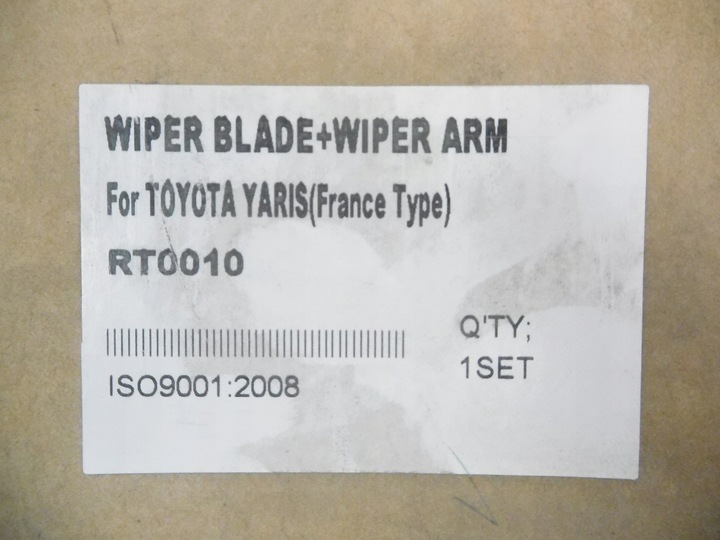 WIPER BLADE+WIPER ARM
For TOYOTA YARIS(France Type)
RT0010
Q'TY;
1SET
ISO9001:2008